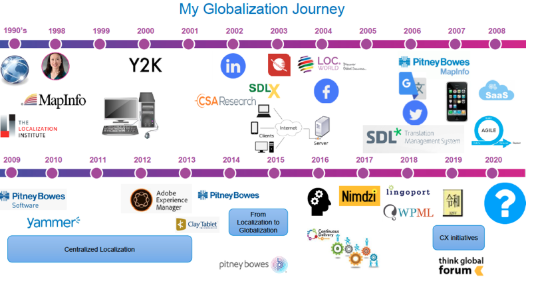 My Globalization Journey
1990's 1998 1999 2000 2001 2002 2003 2004 2005 2006 2007 2008
MapInfo
THE
LOCALIZATION
INSTITUTE
Y2K
in
CSA Research
SDLX
Clients
Internet
Server
LOC.
WORLD
f
Pitney Bowes
MapInfo
G
SDL* Translation
Management System
SaaS
AGILE
2009 2010 2011 2012 2013 2014 2015 2016 2017 2018 2019 2020
Pitney Bowes
Software
yammer
Centralized Localization
Adobe
Experience
Manager
Clay Tablet
Pitney Bowes
From
Localization to
Globalization
pitney bowes
Continuous
Delivery
Nimdzi
lingoport
WPML
CX initiatives
think global
forum
?